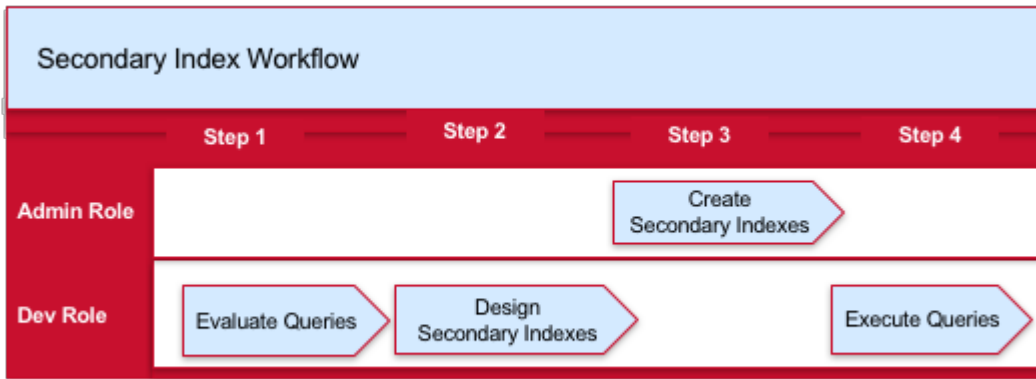 Secondary Index Workflow
Step 1
Step 2
Step 3
Step 4
Admin Role
Create
Secondary Indexes
Dev Role
Evaluate Queries
Design
Secondary Indexes
Execute Queries